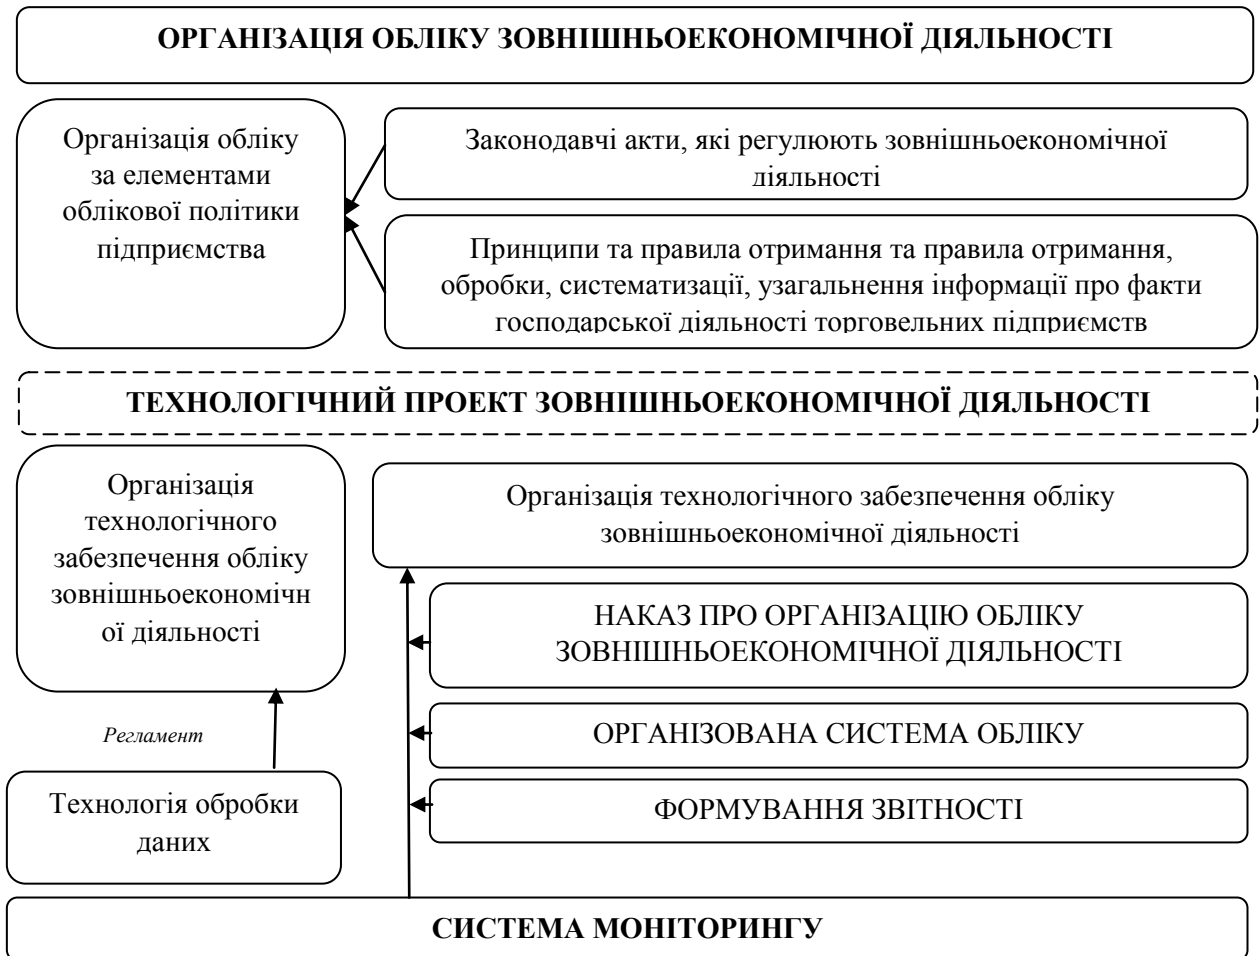 ОРГАНІЗАЦІЯ ОБЛІКУ ЗОВНІШНЬОЕКОНОМІЧНОЇ ДІЯЛЬНОСТІ
Організація обліку
за елементами
облікової політики
підприємства
Законодавчі акти, які регулюють зовнішньоекономічної
діяльності
Принципи та правила отримання та правила отримання,
обробки, систематизації, узагальнення інформації про факти
господарської діяльності торговельних підприємств
ТЕХНОЛОГІЧНИЙ ПРОЕКТ ЗОВНІШНЬОЕКОНОМІЧНОЇ ДІЯЛЬНОСТІ
Організація
технологічного
забезпечення обліку
зовнішньоекономічн
ої діяльності
Організація технологічного забезпечення обліку
зовнішньоекономічної діяльності
НАКАЗ ПРО ОРГАНІЗАЦІЮ ОБЛІКУ
ЗОВНІШНЬОЕКОНОМІЧНОЇ ДІЯЛЬНОСТІ
Регламент
ОРГАНІЗОВАНА СИСТЕМА ОБЛІКУ
Технологія обробки
даних
ФОРМУВАННЯ ЗВІТНОСТІ
СИСТЕМА МОНІТОРИНГУ